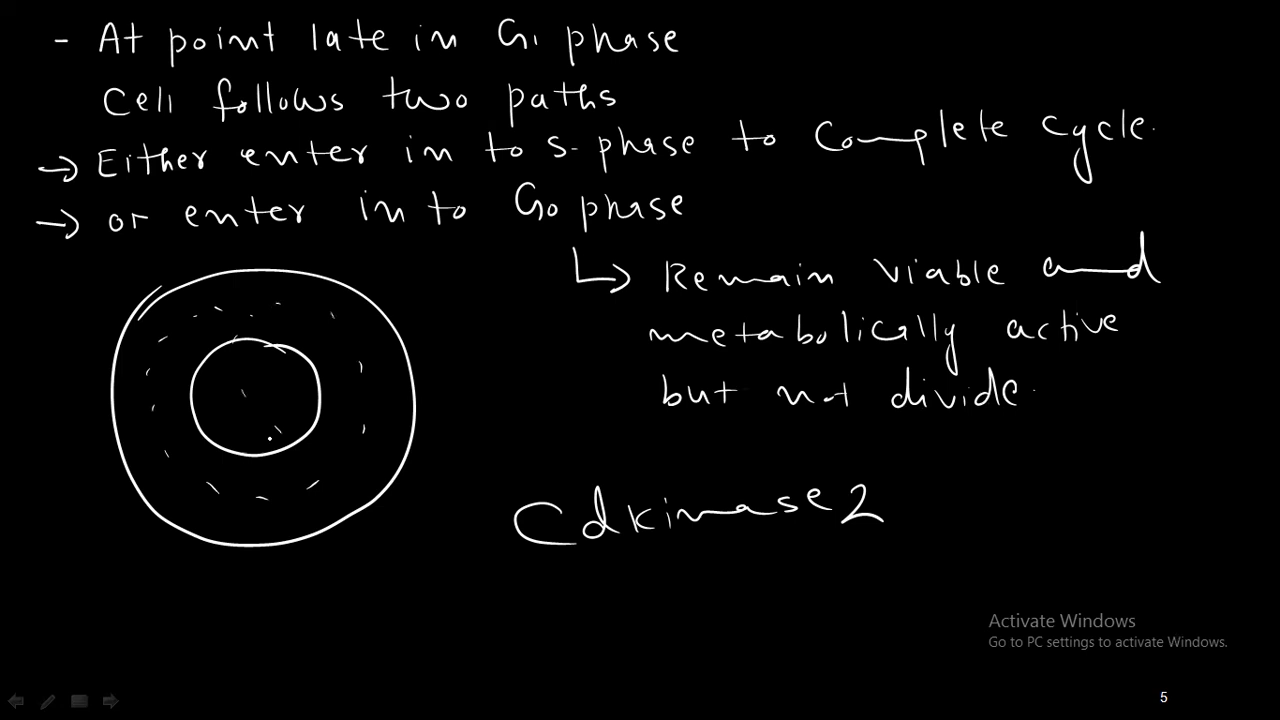 - At point late in G1 phase
Cell follows two paths
→ Either enter in to S-phase to Complete cycle.
→ or enter in to G0 phase
↳ Remain viable and
metabolically active
but not divide
Cdkinase2
Activate Windows
Go to PC settings to activate Windows.
5